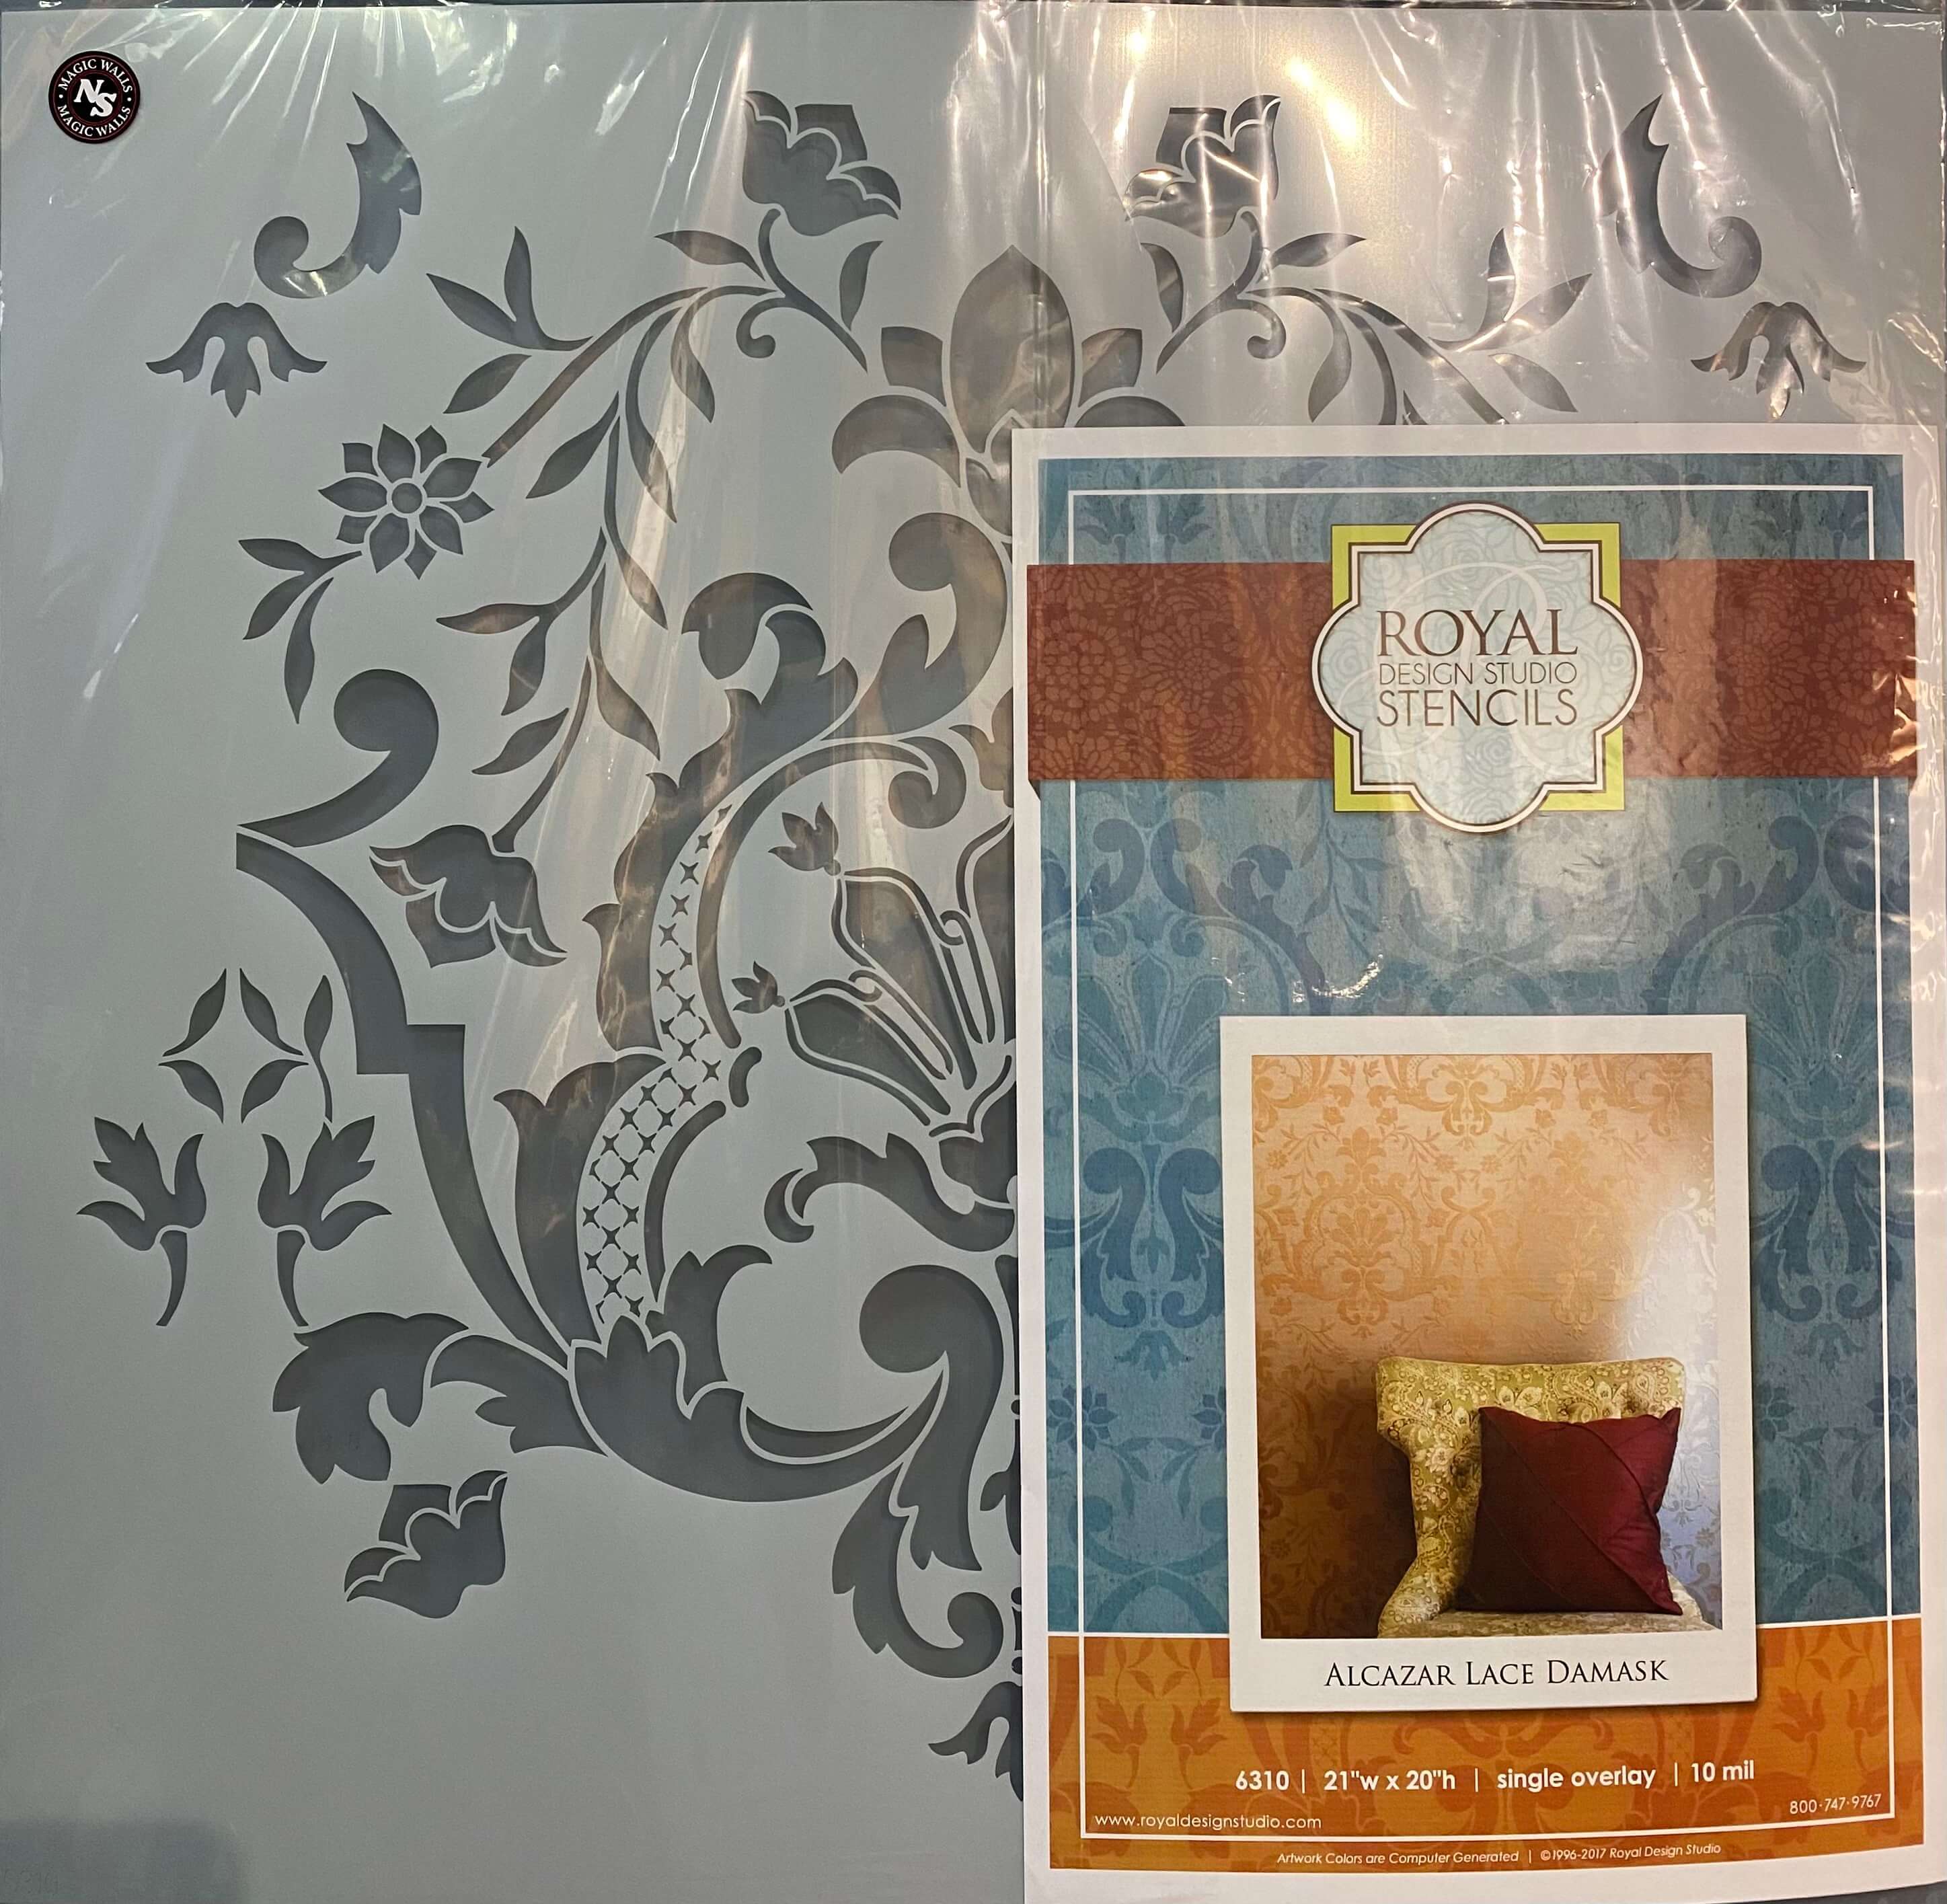 MAGIC WALLS
NS
MAGIC WALLS
ROYAL
DESIGN STUDIO
STENCILS
ALCAZAR LACE DAMASK
6310 | 21"w x 20"h | single overlay | 10 mil
800·747·9767
www.royaldesignstudio.com
Artwork Colors are Computer Generated | ©1996-2017 Royal Design Studio